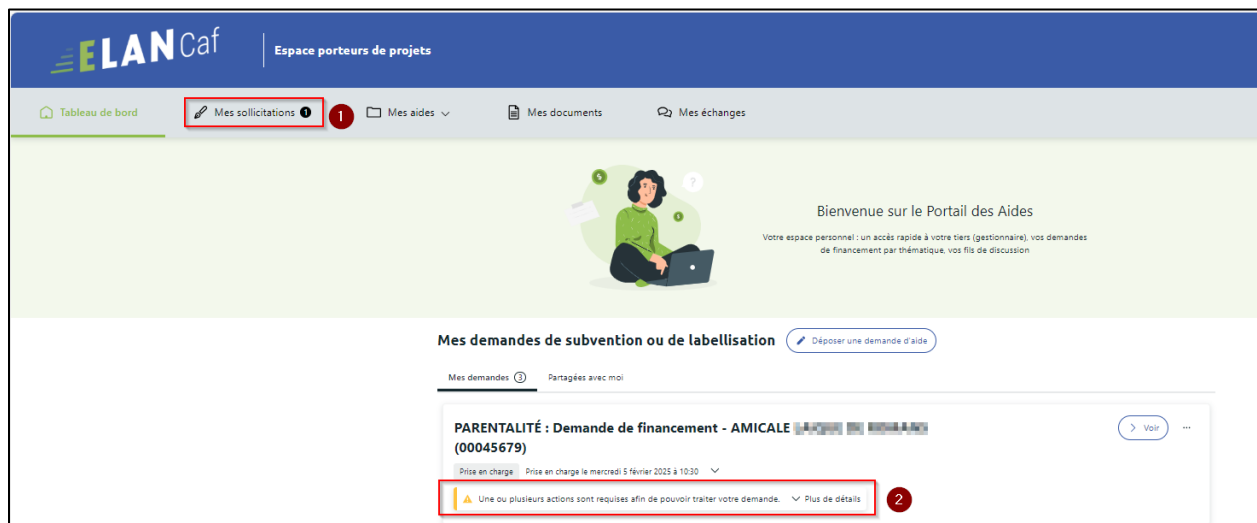 ELAN Caf
Espace porteurs de projets
Tableau de bord
Mes sollicitations 1
1
Mes aides
Mes documents
Mes échanges
$
?
Bienvenue sur le Portail des Aides
Votre espace personnel : un accès rapide à votre tiers (gestionnaire), vos demandes
de financement par thématique, vos fils de discussion
Mes demandes de subvention ou de labellisation
Déposer une demande d'aide
Mes demandes 3
Partagées avec moi
PARENTALITÉ : Demande de financement - AMICALE
(00045679)
> Voir ...
Prise en charge Prise en charge le mercredi 5 février 2025 à 10:30
Une ou plusieurs actions sont requises afin de pouvoir traiter votre demande. Plus de détails
2